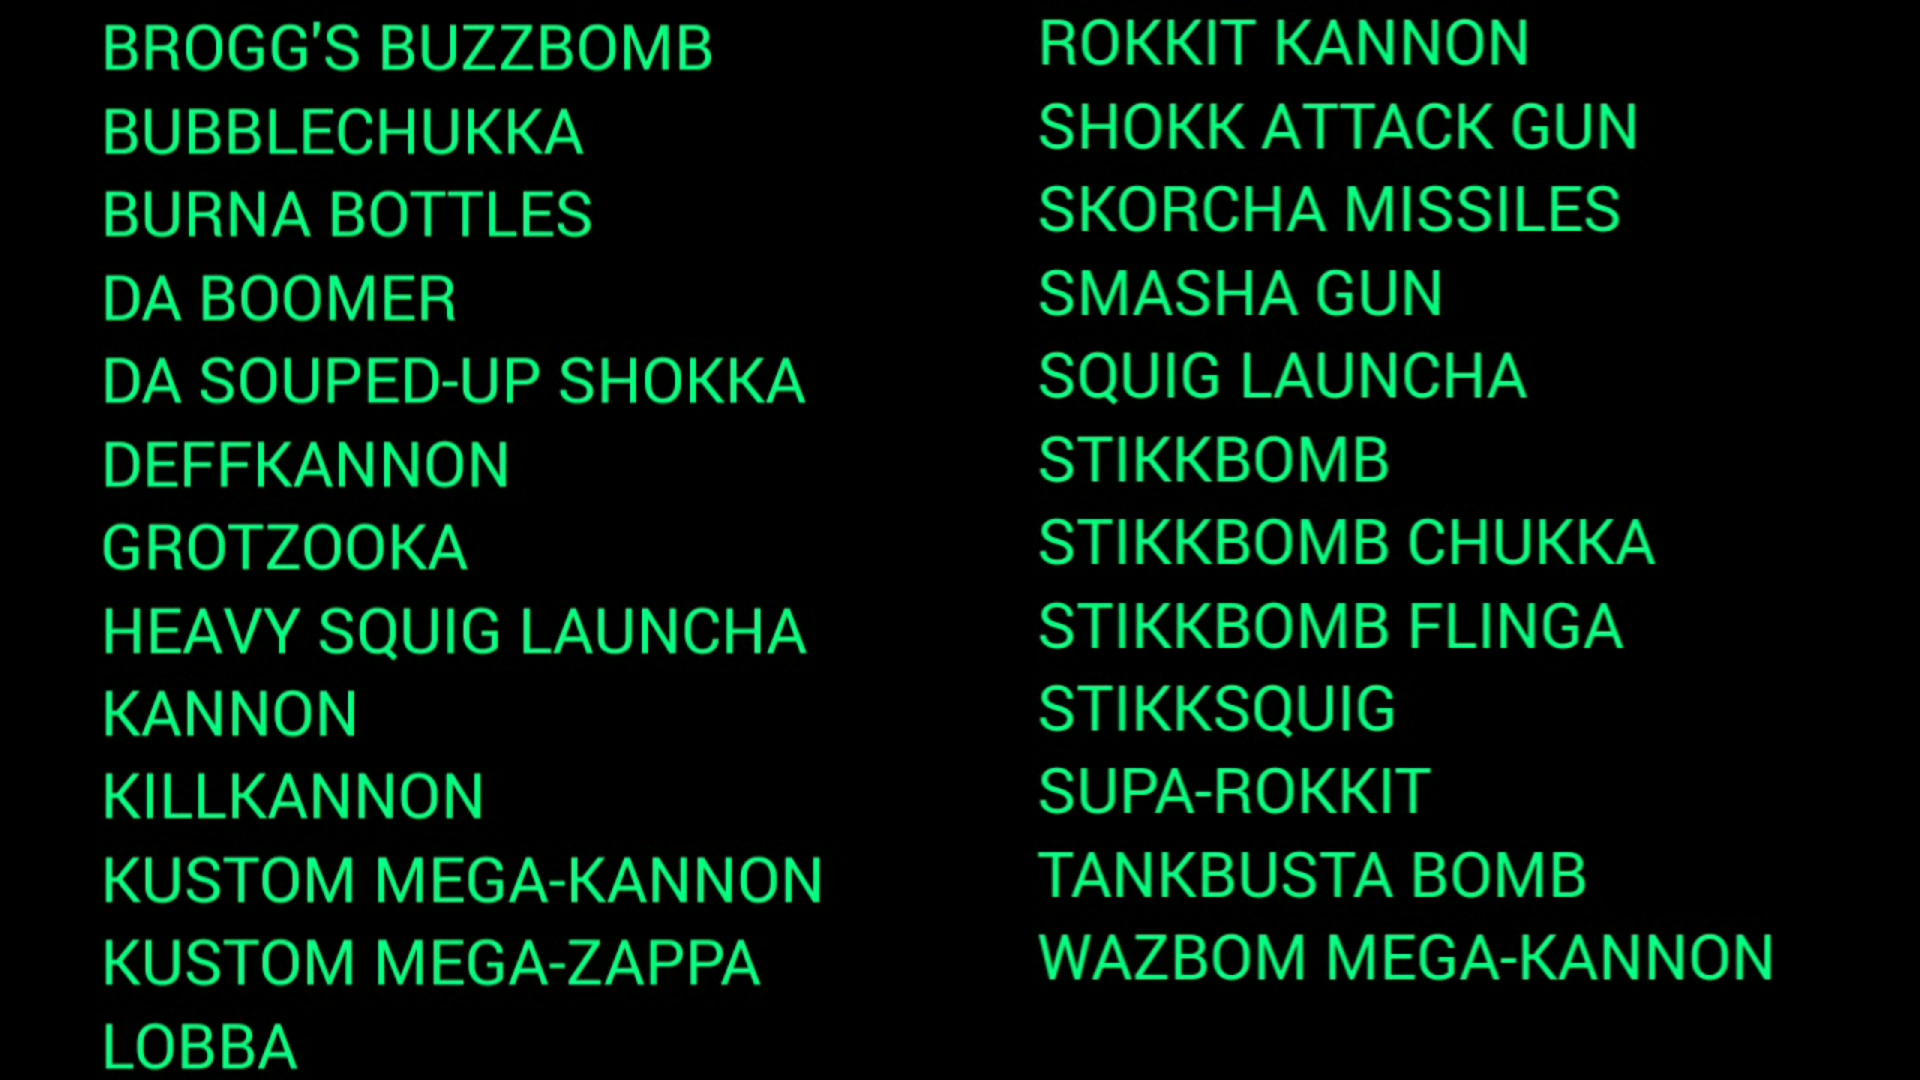 BROGG'S BUZZBOMB
BUBBLECHUKKA
BURNA BOTTLES
DA BOOMER
DA SOUPED-UP SHOKKA
DEFFKANNON
GROTZOOKA
HEAVY SQUIG LAUNCHA
KANNON
KILLKANNON
KUSTOM MEGA-KANNON
KUSTOM MEGA-ZAPPA
LOBBA
ROKKIT KANNON
SHOKK ATTACK GUN
SKORCHA MISSILES
SMASHA GUN
SQUIG LAUNCHA
STIKKBOMB
STIKKBOMB CHUKKA
STIKKBOMB FLINGA
STIKKSQUIG
SUPA-ROKKIT
TANKBUSTA BOMB
WAZBOM MEGA-KANNON